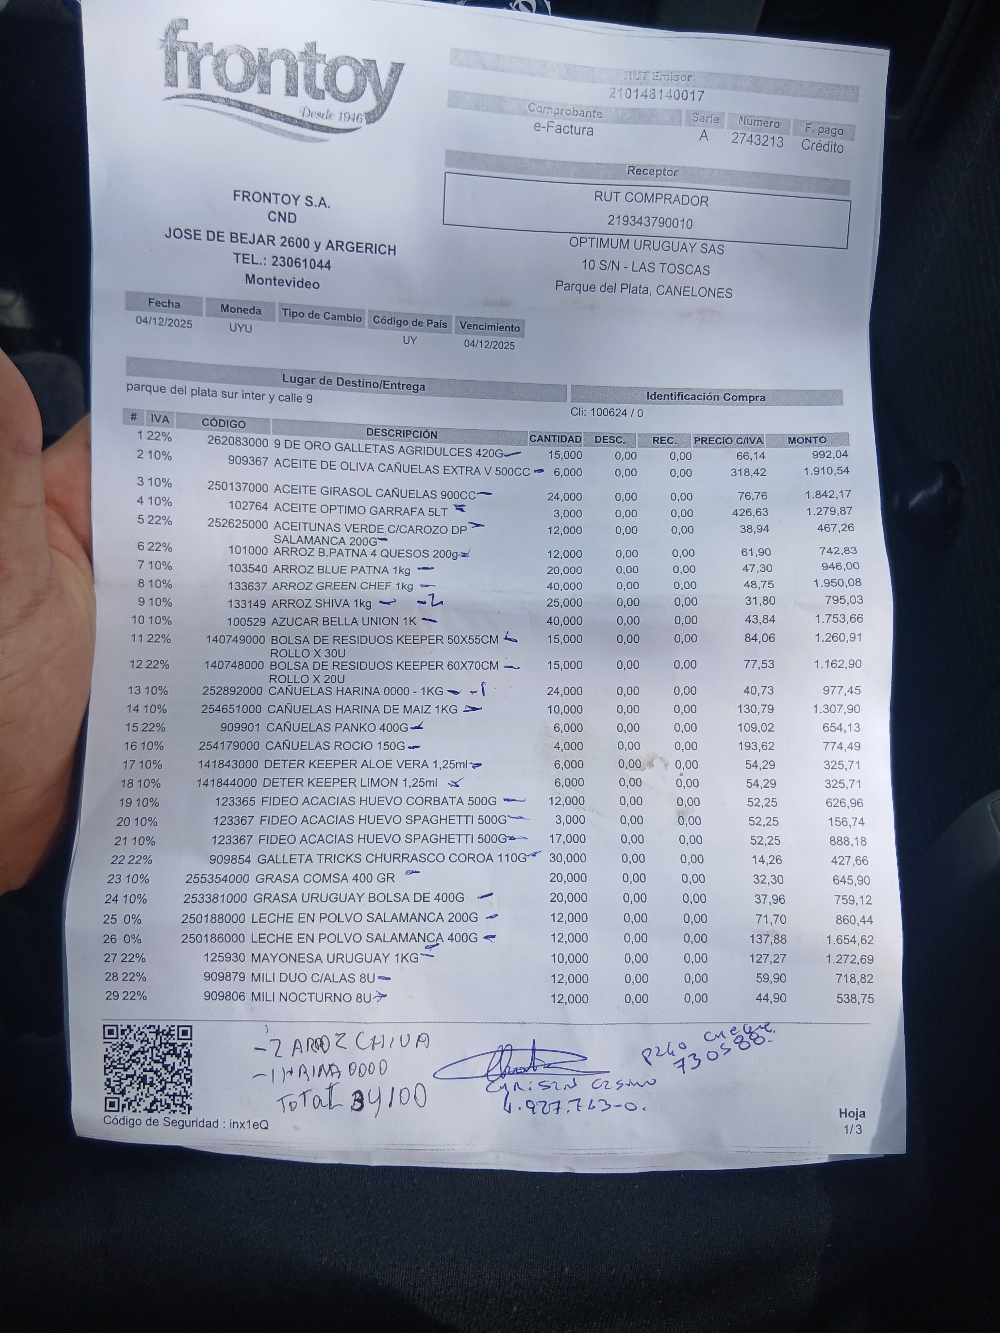 frontoy
Desde 1946
RUT Emisor
210148140017
Comprobante Serie Número F. pago
e-Factura A 2743213 Crédito
Receptor
RUT COMPRADOR
219343790010
OPTIMUM URUGUAY SAS
10 S/N - LAS TOSCAS
Parque del Plata, CANELONES
FRONTOY S.A.
CND
JOSE DE BEJAR 2600 y ARGERICH
TEL.: 23061044
Montevideo
Fecha Moneda Tipo de Cambio Código de País Vencimiento
04/12/2025 UYU UY 04/12/2025
Lugar de Destino/Entrega Identificación Compra
parque del plata sur inter y calle 9 Cli: 100624 / 0
# IVA CÓDIGO DESCRIPCIÓN CANTIDAD DESC. REC. PRECIO C/IVA MONTO
1 22% 262083000 9 DE ORO GALLETAS AGRIDULCES 420G 15,000 0,00 0,00 66,14 992,04
2 10% 909367 ACEITE DE OLIVA CAÑUELAS EXTRA V 500CC 6,000 0,00 0,00 318,42 1.910,54
3 10% 250137000 ACEITE GIRASOL CAÑUELAS 900CC 24,000 0,00 0,00 76,76 1.842,17
4 10% 102764 ACEITE OPTIMO GARRAFA 5LT 3,000 0,00 0,00 426,63 1.279,87
5 22% 252625000 ACEITUNAS VERDE C/CAROZO DP 12,000 0,00 0,00 38,94 467,26
SALAMANCA 200G
6 22% 101000 ARROZ B.PATNA 4 QUESOS 200g 12,000 0,00 0,00 61,90 742,83
7 10% 103540 ARROZ BLUE PATNA 1kg 20,000 0,00 0,00 47,30 946,00
8 10% 133637 ARROZ GREEN CHEF 1kg 40,000 0,00 0,00 48,75 1.950,08
9 10% 133149 ARROZ SHIVA 1kg -2 25,000 0,00 0,00 31,80 795,03
10 10% 100529 AZUCAR BELLA UNION 1K 40,000 0,00 0,00 43,84 1.753,66
11 22% 140749000 BOLSA DE RESIDUOS KEEPER 50X55CM 15,000 0,00 0,00 84,06 1.260,91
ROLLO X 30U
12 22% 140748000 BOLSA DE RESIDUOS KEEPER 60X70CM 15,000 0,00 0,00 77,53 1.162,90
ROLLO X 20U
13 10% 252892000 CAÑUELAS HARINA 0000 - 1KG -1 24,000 0,00 0,00 40,73 977,45
14 10% 254651000 CAÑUELAS HARINA DE MAIZ 1KG 10,000 0,00 0,00 130,79 1.307,90
15 22% 909901 CAÑUELAS PANKO 400G 6,000 0,00 0,00 109,02 654,13
16 10% 254179000 CAÑUELAS ROCIO 150G 4,000 0,00 0,00 193,62 774,49
17 10% 141843000 DETER KEEPER ALOE VERA 1,25ml 6,000 0,00 0,00 54,29 325,71
18 10% 141844000 DETER KEEPER LIMON 1,25ml 6,000 0,00 0,00 54,29 325,71
19 10% 123365 FIDEO ACACIAS HUEVO CORBATA 500G 12,000 0,00 0,00 52,25 626,96
20 10% 123367 FIDEO ACACIAS HUEVO SPAGHETTI 500G 3,000 0,00 0,00 52,25 156,74
21 10% 123367 FIDEO ACACIAS HUEVO SPAGHETTI 500G 17,000 0,00 0,00 52,25 888,18
22 22% 909854 GALLETA TRICKS CHURRASCO COROA 110G 30,000 0,00 0,00 14,26 427,66
23 10% 255354000 GRASA COMSA 400 GR 20,000 0,00 0,00 32,30 645,90
24 10% 253381000 GRASA URUGUAY BOLSA DE 400G 20,000 0,00 0,00 37,96 759,12
25 0% 250188000 LECHE EN POLVO SALAMANCA 200G 12,000 0,00 0,00 71,70 860,44
26 0% 250186000 LECHE EN POLVO SALAMANCA 400G 12,000 0,00 0,00 137,88 1.654,62
27 22% 125930 MAYONESA URUGUAY 1KG 10,000 0,00 0,00 127,27 1.272,69
28 22% 909879 MILI DUO C/ALAS 8U 12,000 0,00 0,00 59,90 718,82
29 22% 909806 MILI NOCTURNO 8U 12,000 0,00 0,00 44,90 538,75
-2 ARROZ CHIVA
-1 HARINA 0000
TOTAL 34/00
4.927.713-0.
PAGO CHEQUE
730588
Código de Seguridad : inx1eQ
Hoja
1/ 3